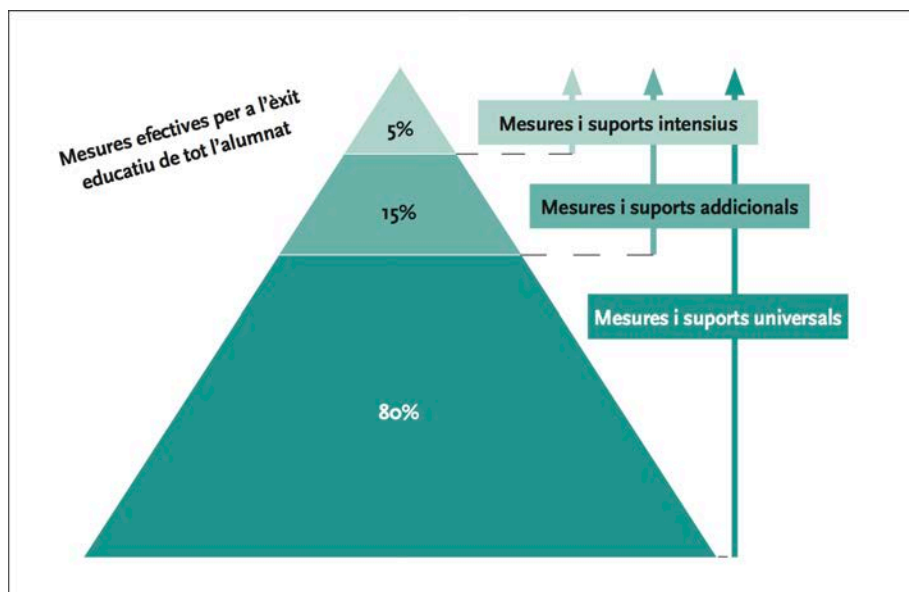 Mesures efectives per a l'èxit
educatiu de tot l'alumnat
5%
Mesures i suports intensius
15%
Mesures i suports addicionals
Mesures i suports universals
80%